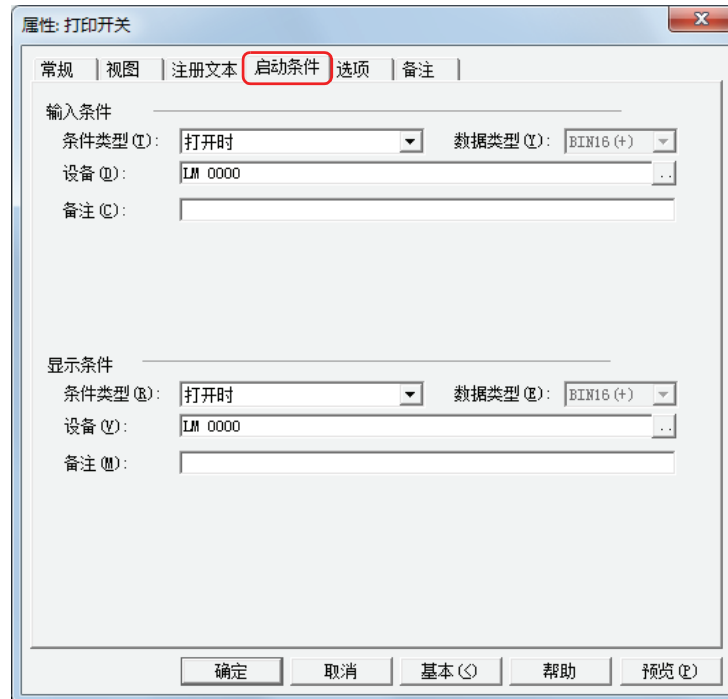 属性: 打印开关
常规 视图 注册文本 启动条件 选项 备注
输入条件
条件类型(T): 打开时 数据类型(Y): BIN16(+)
设备(D): LM 0000 ..
备注(C):
显示条件
条件类型(R): 打开时 数据类型(E): BIN16(+)
设备(V): LM 0000 ..
备注(M):
确定 取消 基本(<) 帮助 预览(P)